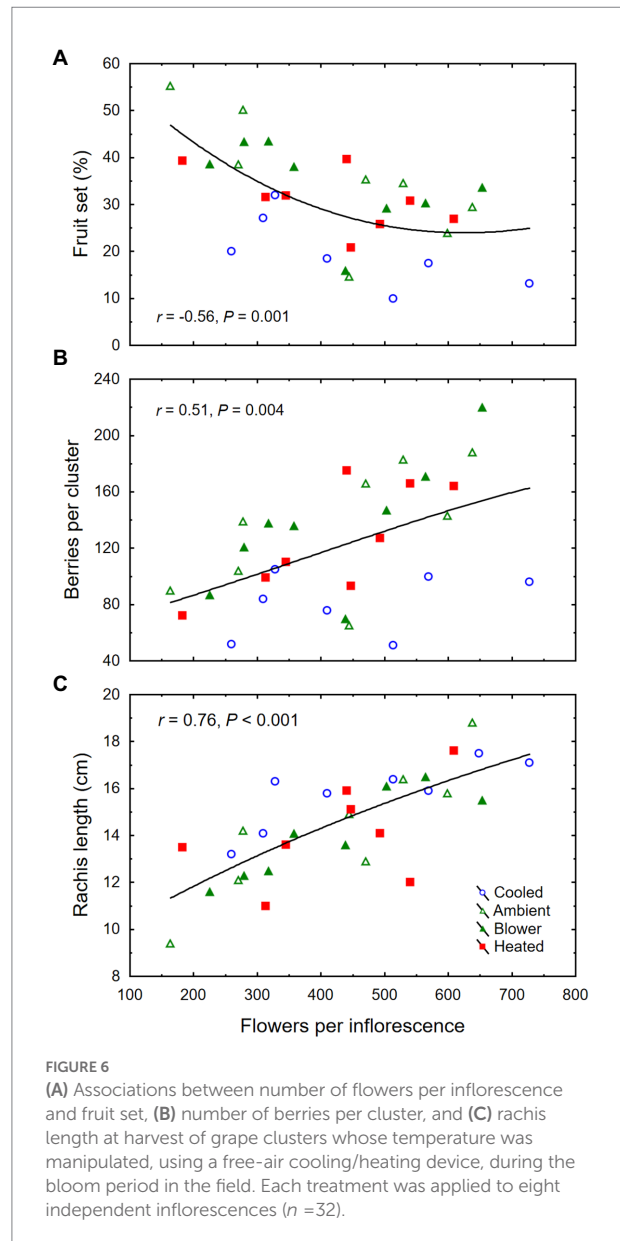 A
60
50
40
30
20
10
0
Fruit set (%)
r = -0.56, P = 0.001
B
240
200
160
120
80
40
Berries per cluster
r = 0.51, P = 0.004
C
20
18
16
14
12
10
8
Rachis length (cm)
r = 0.76, P < 0.001
Cooled
Ambient
Blower
Heated
100 200 300 400 500 600 700 800
Flowers per inflorescence
FIGURE 6
(A) Associations between number of flowers per inflorescence
and fruit set, (B) number of berries per cluster, and (C) rachis
length at harvest of grape clusters whose temperature was
manipulated, using a free-air cooling/heating device, during the
bloom period in the field. Each treatment was applied to eight
independent inflorescences (n =32).